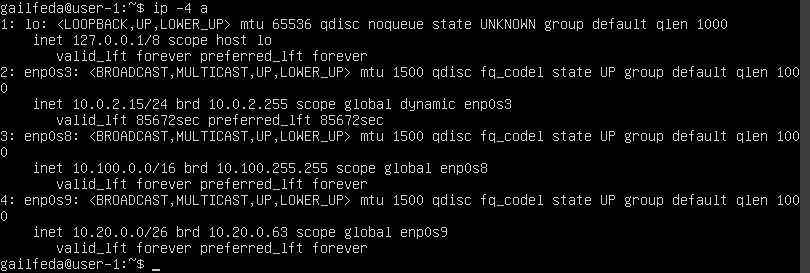 gailfeda@user-1:~$ ip -4 a
1: lo: <LOOPBACK,UP,LOWER_UP> mtu 65536 qdisc noqueue state UNKNOWN group default qlen 1000
    inet 127.0.0.1/8 scope host lo
       valid_lft forever preferred_lft forever
2: enp0s3: <BROADCAST,MULTICAST,UP,LOWER_UP> mtu 1500 qdisc fq_codel state UP group default qlen 100
0
    inet 10.0.2.15/24 brd 10.0.2.255 scope global dynamic enp0s3
       valid_lft 85672sec preferred_lft 85672sec
3: enp0s8: <BROADCAST,MULTICAST,UP,LOWER_UP> mtu 1500 qdisc fq_codel state UP group default qlen 100
0
    inet 10.100.0.0/16 brd 10.100.255.255 scope global enp0s8
       valid_lft forever preferred_lft forever
4: enp0s9: <BROADCAST,MULTICAST,UP,LOWER_UP> mtu 1500 qdisc fq_codel state UP group default qlen 100
0
    inet 10.20.0.0/26 brd 10.20.0.63 scope global enp0s9
       valid_lft forever preferred_lft forever
gailfeda@user-1:~$ _